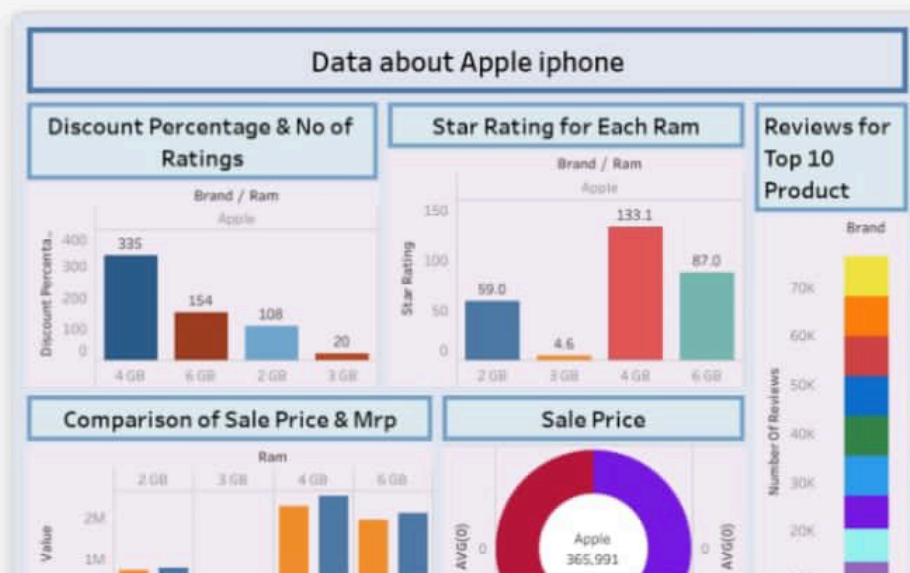 Data about Apple iphone
Discount Percentage & No of
Ratings
Brand / Ram
Apple
Discount Percenta..
400
300
200
100
0
335
154
108
20
4 GB
6 GB
2 GB
3 GB
Star Rating for Each Ram
Brand / Ram
Apple
Star Rating
150
100
50
0
59.0
4.6
133.1
87.0
2 GB
3 GB
4 GB
6 GB
Reviews for
Top 10
Product
Brand
Number Of Reviews
70K
60K
50K
40K
30K
20K
Comparison of Sale Price & Mrp
Ram
2 GB
3 GB
4 GB
6 GB
Value
2M
1M
Sale Price
AVG(0)
0
Apple
365,991
0
AVG(0)